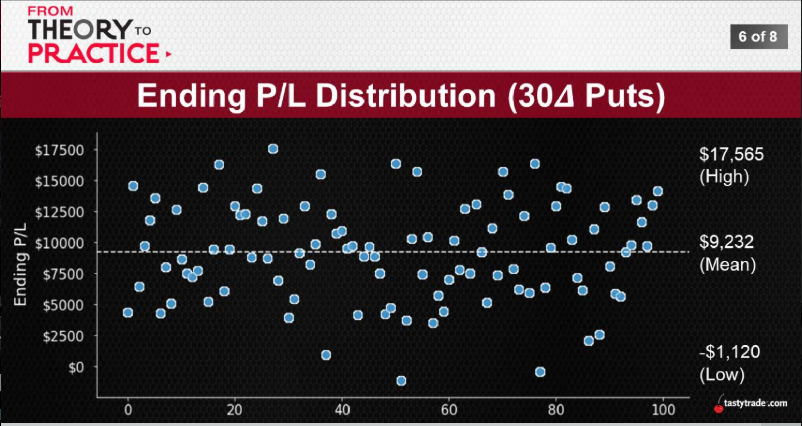 FROM
THEORY TO
PRACTICE
6 of 8
Ending P/L Distribution (30Δ Puts)
Ending P/L
$17500
$15000
$12500
$10000
$7500
$5000
$2500
$0
0 20 40 60 80 100
$17,565
(High)
$9,232
(Mean)
-$1,120
(Low)
tastytrade.com